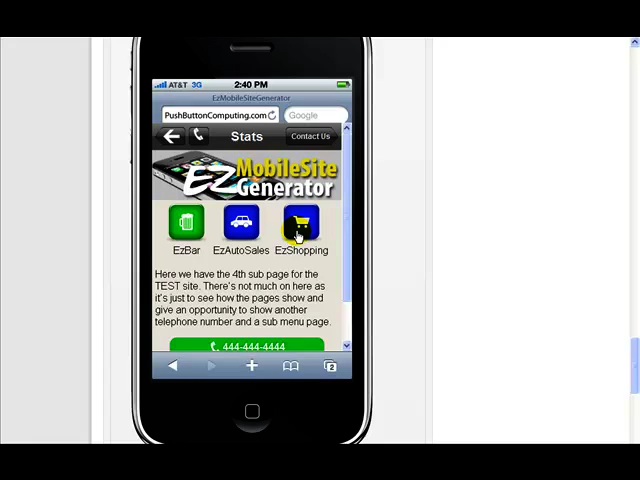 AT&T 3G 2:40 PM
EzMobileSiteGenerator
PushButtonComputing.com Google
Stats Contact Us
EZ MobileSite
Generator
EzBar EzAutoSales EzShopping
Here we have the 4th sub page for the
TEST site. There's not much on here as
it's just to see how the pages show and
give an opportunity to show another
telephone number and a sub menu page.
444-444-4444
2